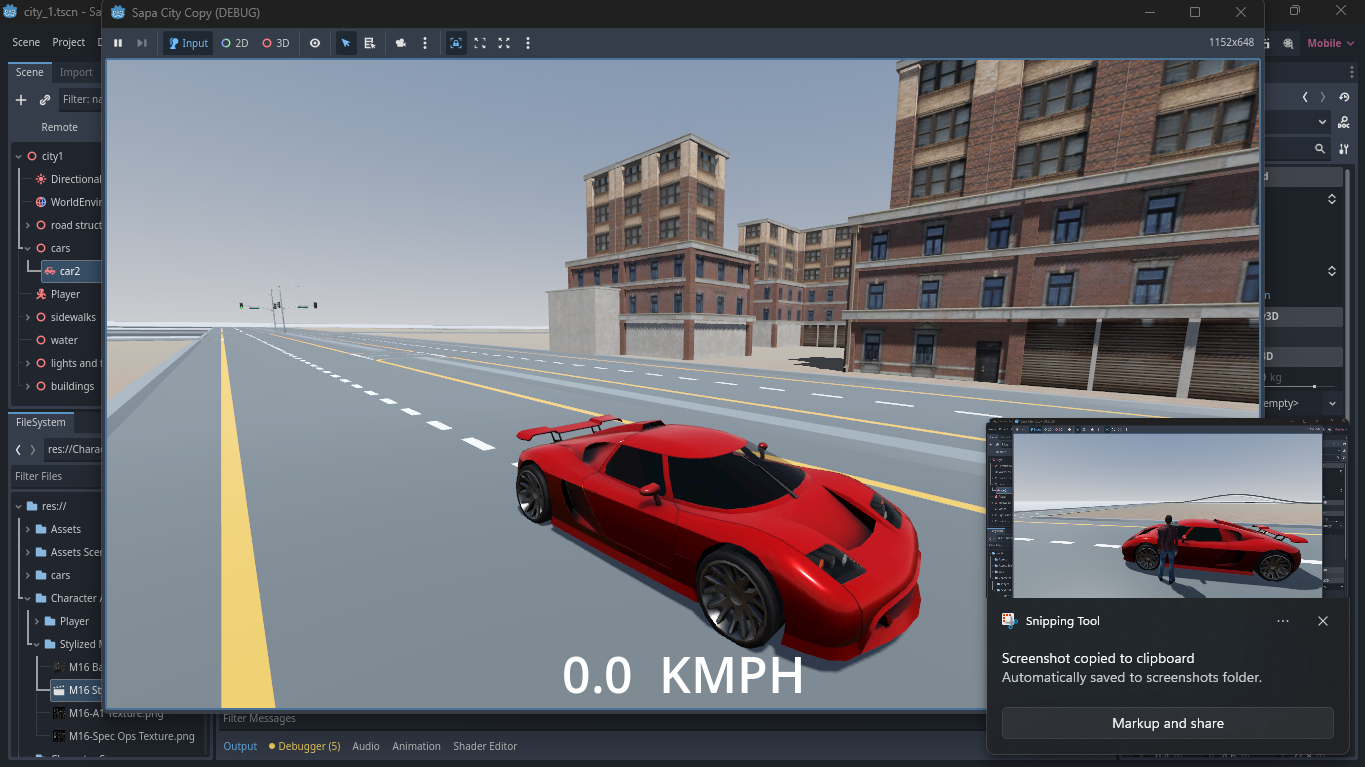 city_1.tscn - Sa
Sapa City Copy (DEBUG)
Scene Project
Input 2D 3D
1152x648
Mobile
Scene Import
Filter: na
Remote
city1
Directional
WorldEnvir
road struct
cars
car2
Player
sidewalks
water
lights and t
buildings
FileSystem
res://Charac
Filter Files
res://
Assets
Assets Scen
cars
Character A
Player
Stylized M
M16 Ba
M16 St
M16-A1 Texture.png
M16-Spec Ops Texture.png
DOC
3D
kg
empty>
0.0 KMPH
Filter Messages
Output Debugger (5) Audio Animation Shader Editor
Snipping Tool
Screenshot copied to clipboard
Automatically saved to screenshots folder.
Markup and share